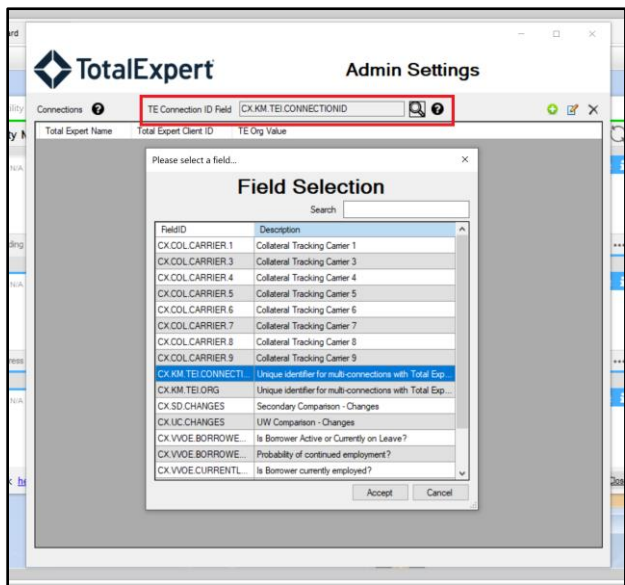 ard
TotalExpert
Admin Settings
ility
Connections ?
TE Connection ID Field CX.KM.TEI.CONNECTIONID ?
ty M
Total Expert Name Total Expert Client ID TE Org Value
N/A
Please select a field...
Field Selection
Search
FieldID Description
CX.COL.CARRIER.1 Collateral Tracking Carrier 1
CX.COL.CARRIER.3 Collateral Tracking Carrier 3
ding
CX.COL.CARRIER.4 Collateral Tracking Carrier 4
CX.COL.CARRIER.5 Collateral Tracking Carrier 5
N/A
CX.COL.CARRIER.6 Collateral Tracking Carrier 6
CX.COL.CARRIER.7 Collateral Tracking Carrier 7
CX.COL.CARRIER.8 Collateral Tracking Carrier 8
CX.COL.CARRIER.9 Collateral Tracking Carrier 9
ress
CX.KM.TEI.CONNECTI... Unique identifier for multi-connections with Total Exp...
CX.KM.TEI.ORG Unique identifier for multi-connections with Total Exp...
N/A
CX.SD.CHANGES Secondary Comparison - Changes
CX.UC.CHANGES UW Comparison - Changes
CX.VVOE.BORROWE... Is Borrower Active or Currently on Leave?
CX.VVOE.BORROWE... Probability of continued employment?
CX.VVOE.CURRENTL... Is Borrower currently employed?
he
Clos
Accept Cancel